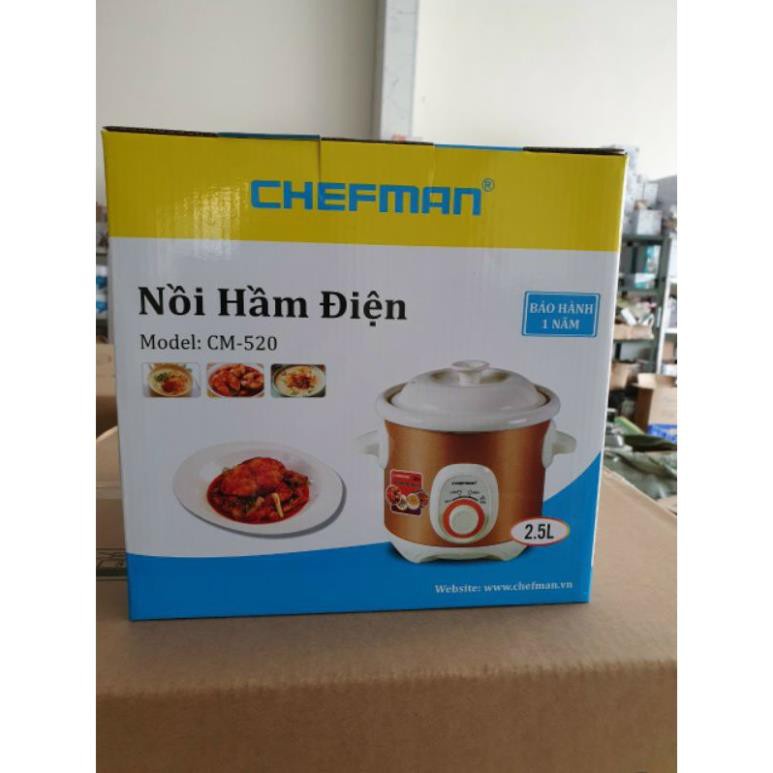 CHEFMAN®
Nồi Hầm Điện
Model: CM-520
BẢO HÀNH
1 NĂM
CHEFMAN
2.5L
Website: www.chefman.vn